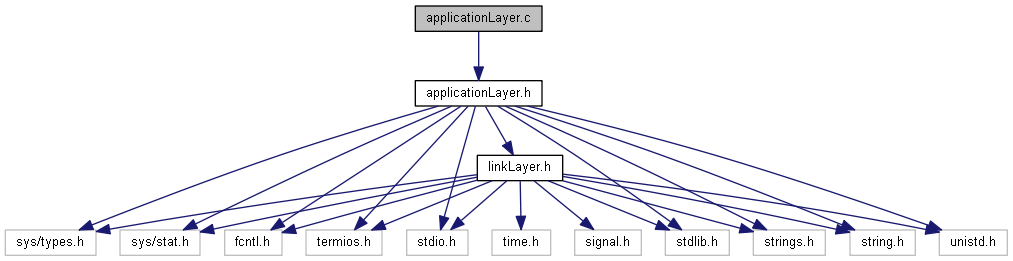 applicationLayer.c
applicationLayer.h
linkLayer.h
sys/types.h
sys/stat.h
fcntl.h
termios.h
stdio.h
time.h
signal.h
stdlib.h
strings.h
string.h
unistd.h